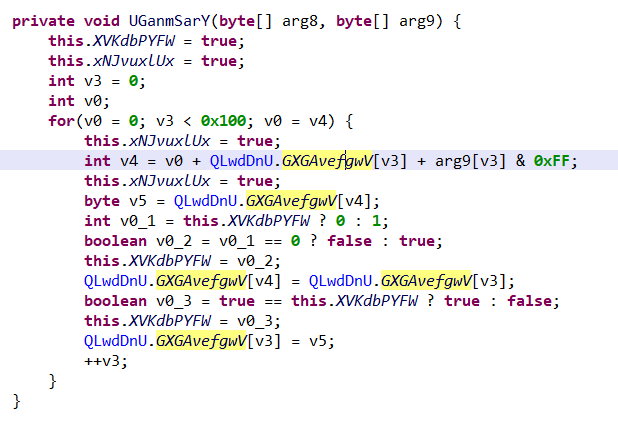 private void UGanmSarY(byte[] arg8, byte[] arg9) {
    this.XVKdbPYFW = true;
    this.xNJvuxlUx = true;
    int v3 = 0;
    int v0;
    for(v0 = 0; v3 < 0x100; v0 = v4) {
        this.xNJvuxlUx = true;
        int v4 = v0 + QLwdDnU.GXGAvefgwV[v3] + arg9[v3] & 0xFF;
        this.xNJvuxlUx = true;
        byte v5 = QLwdDnU.GXGAvefgwV[v4];
        int v0_1 = this.XVKdbPYFW ? 0 : 1;
        boolean v0_2 = v0_1 == 0 ? false : true;
        this.XVKdbPYFW = v0_2;
        QLwdDnU.GXGAvefgwV[v4] = QLwdDnU.GXGAvefgwV[v3];
        boolean v0_3 = true == this.XVKdbPYFW ? true : false;
        this.XVKdbPYFW = v0_3;
        QLwdDnU.GXGAvefgwV[v3] = v5;
        ++v3;
    }
}